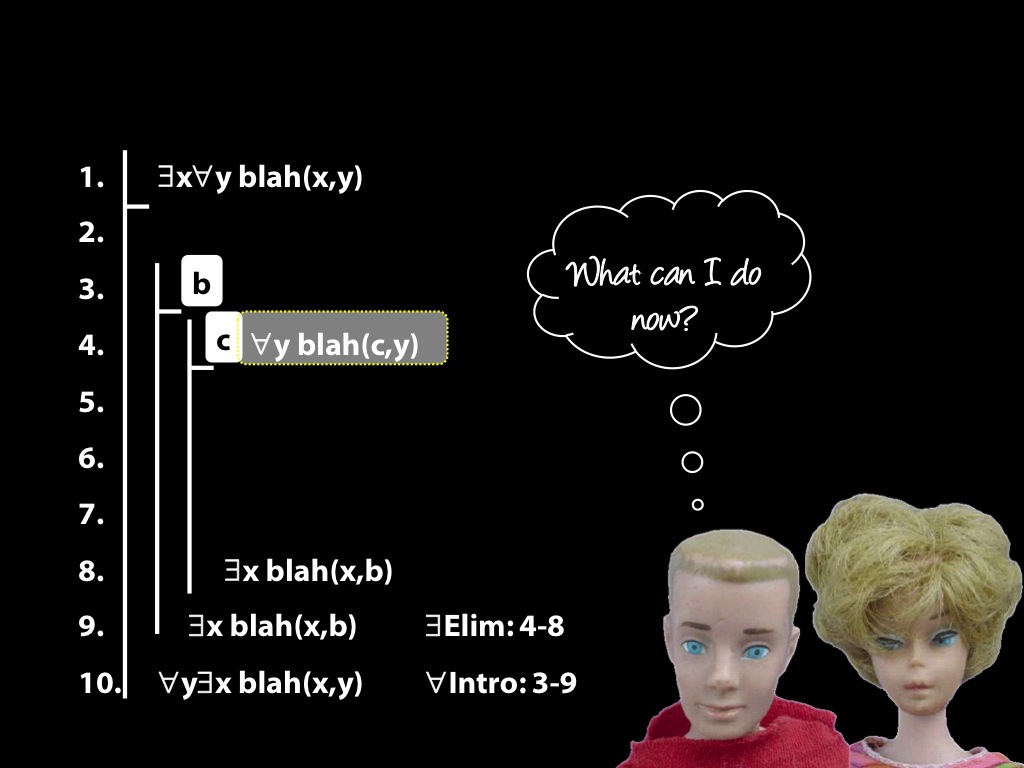 1. ∃x∀y blah(x,y)
2.
3. b
4. c ∀y blah(c,y)
5.
6.
7.
8. ∃x blah(x,b)
9. ∃x blah(x,b) ∃Elim: 4-8
10. ∀y∃x blah(x,y) ∀Intro: 3-9
What can I do
now?